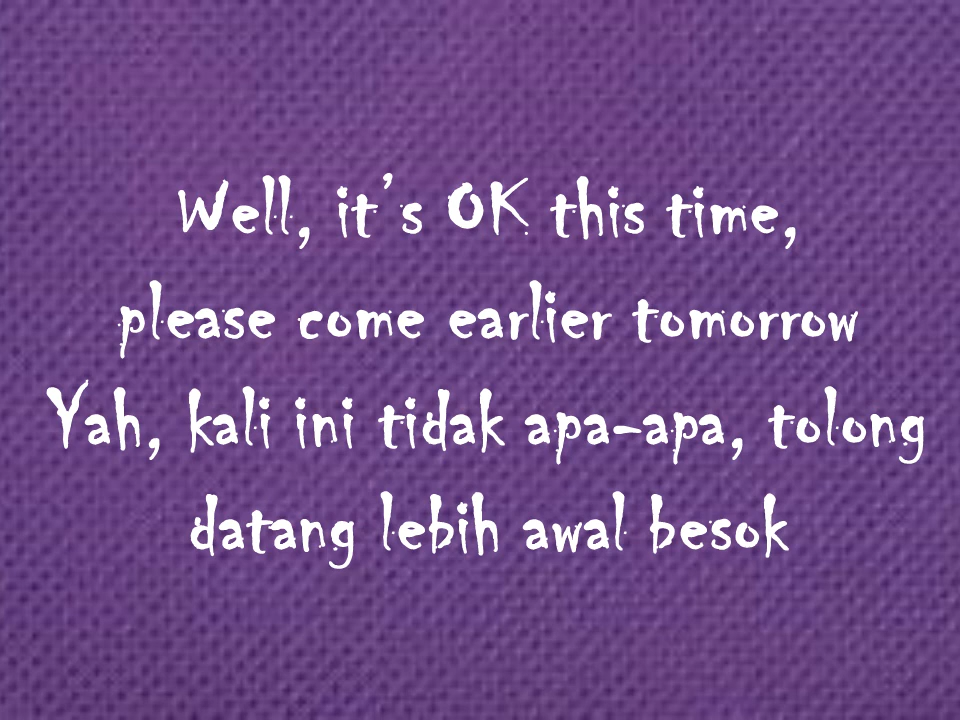 Well, it's OK this time,
please come earlier tomorrow
Yah, kali ini tidak apa-apa, tolong
datang lebih awal besok